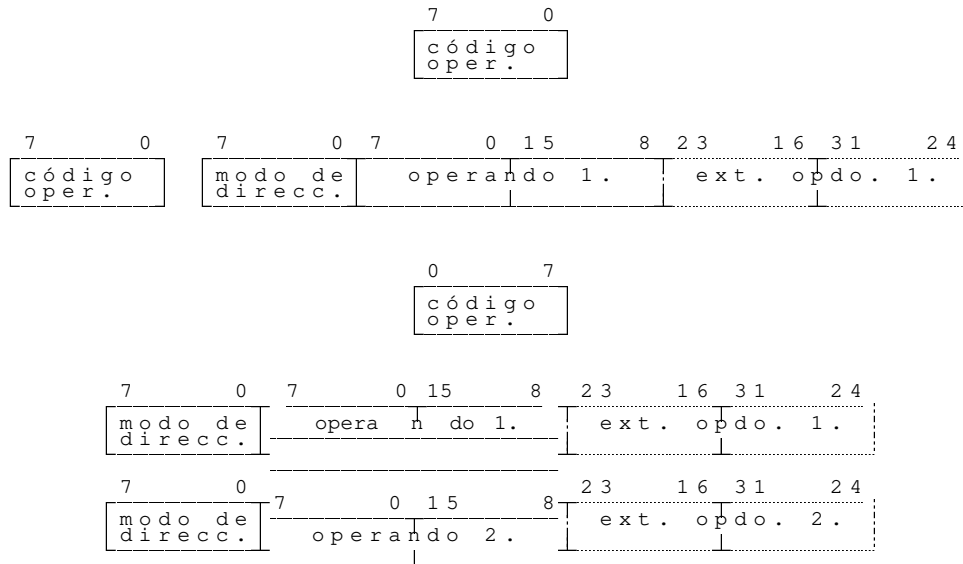 7 0
código
oper.
7 0 7 0 7 0 15 8 23 16 31 24
código modo de operando 1. ext. opdo. 1.
oper. direcc.
0 7
código
oper.
7 0 7 0 15 8 23 16 31 24
modo de operando 1. ext. opdo. 1.
direcc.
7 0 7 0 15 8 23 16 31 24
modo de operando 2. ext. opdo. 2.
direcc.